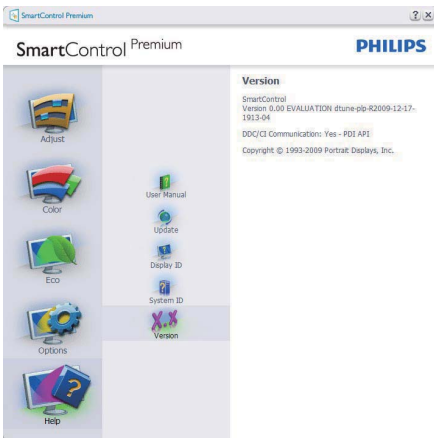 SmartControl Premium
SmartControl Premium
PHILIPS
Adjust
Color
Eco
Options
Help
User Manual
Update
Display ID
System ID
X.X
Version
Version
SmartControl
Version 0.00 EVALUATION dtune-plp-R2009-12-17-
1913-04
DDC/CI Communication: Yes - PDI API
Copyright © 1993-2009 Portrait Displays, Inc.